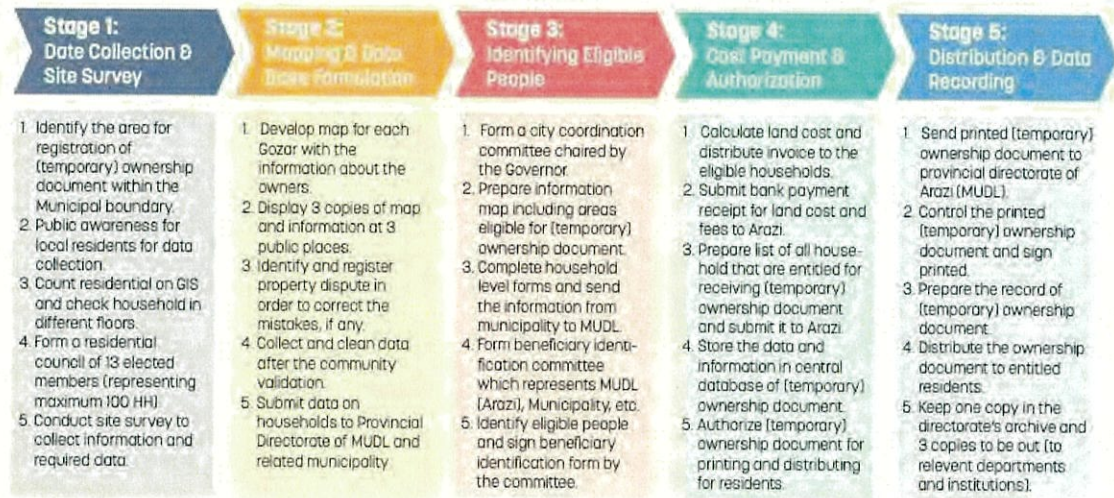 Stage 1:
Date Collection &
Site Survey
1. Identify the area for
registration of
(temporary) ownership
document within the
Municipal boundary.
2. Public awareness for
local residents for data
collection.
3. Count residential on GIS
and check household in
different floors.
4. Form a residential
council of 13 elected
members (representing
maximum 100 HH)
5. Conduct site survey to
collect information and
required data.
Stage 2:
Mapping & Data
Base Formulation
1. Develop map for each
Gozar with the
information about the
owners.
2. Display 3 copies of map
and information at 3
public places.
3. Identify and register
property dispute in
order to correct the
mistakes, if any.
4. Collect and clean data
after the community
validation.
5. Submit data on
households to Provincial
Directorate of MUDL and
related municipality
Stage 3:
Identifying Eligible
People
1. Form a city coordination
committee chaired by
the Governor.
2. Prepare information
map including areas
eligible for (temporary)
ownership document.
3. Complete household
level forms and send
the information from
municipality to MUDL.
4. Form beneficiary identi-
fication committee
which represents MUDL
(Arazi), Municipality, etc.
5. Identify eligible people
and sign beneficiary
identification form by
the committee.
Stage 4:
Cost Payment &
Authorization
1. Calculate land cost and
distribute invoice to the
eligible households.
2. Submit bank payment
receipt for land cost and
fees to Arazi.
3. Prepare list of all house-
hold that are entitled for
receiving (temporary)
ownership document
and submit it to Arazi
4. Store the data and
information in central
database of (temporary)
ownership document.
5. Authorize (temporary)
ownership document for
printing and distributing
for residents.
Stage 5:
Distribution & Data
Recording
1. Send printed (temporary)
ownership document to
provincial directorate of
Arazi (MUDL).
2. Control the printed
(temporary) ownership
document and sign
printed.
3. Prepare the record of
(temporary) ownership
document.
4. Distribute the ownership
document to entitled
residents.
5. Keep one copy in the
directorate's archive and
3 copies to be out (to
relevent departments
and institutions).